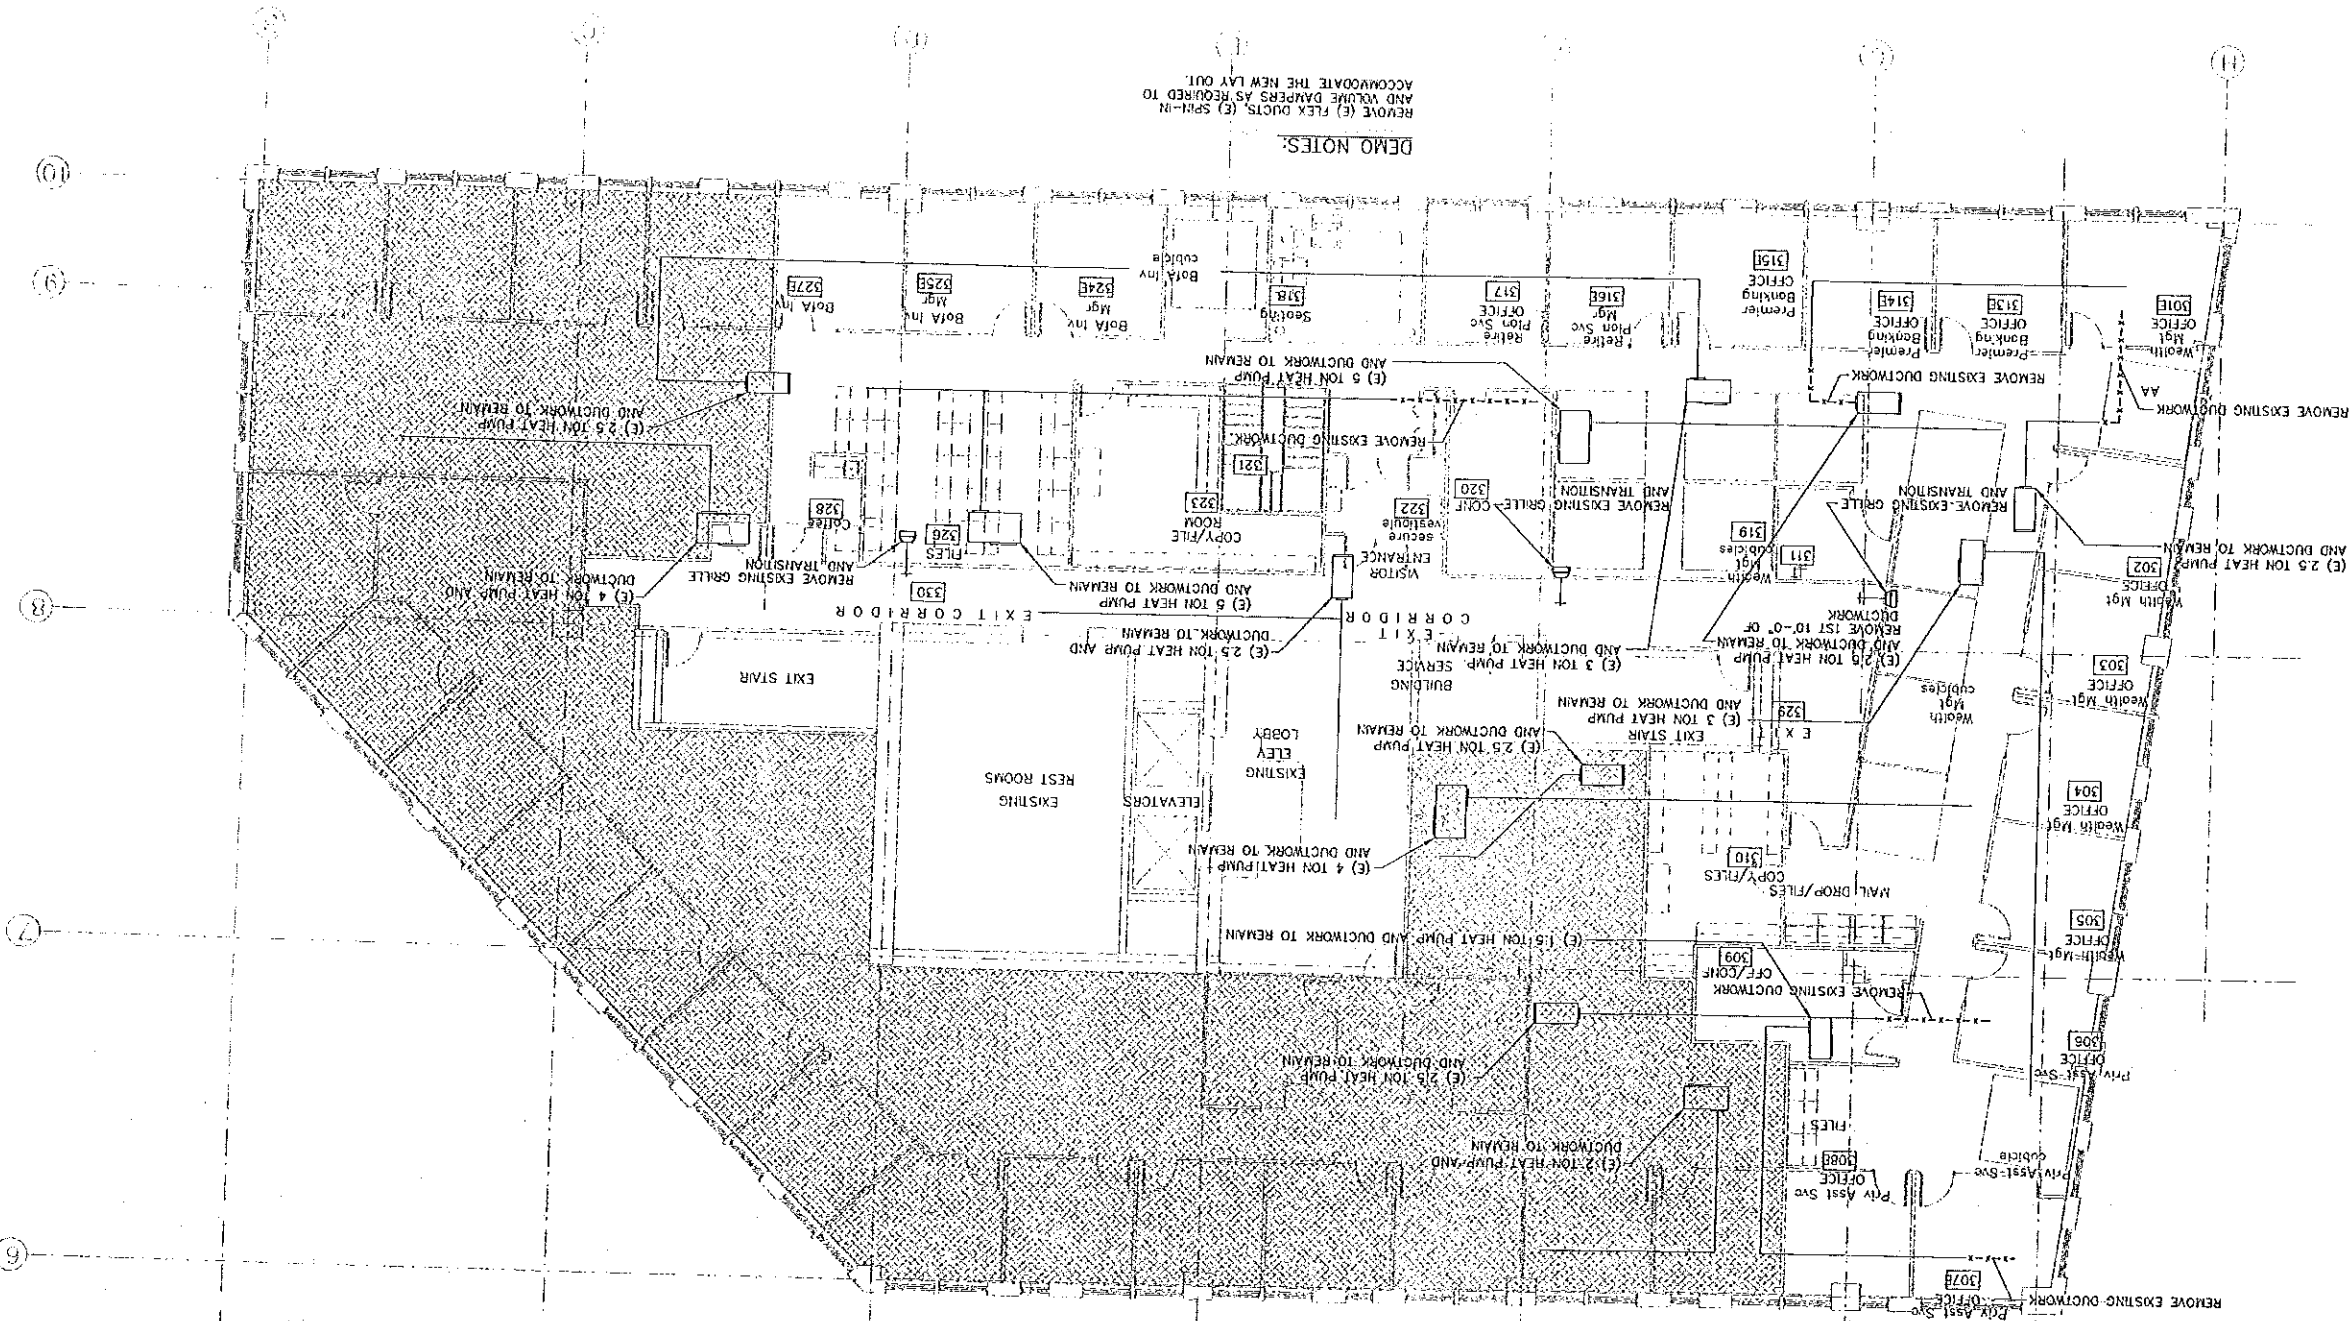 REMOVE EXISTING DUCTWORK
Priv Asst Svc
OFFICE
307E
Priv Asst Svc
OFFICE
308E
Priv Asst Svc
cubicle
FILES
(E) 2 TON HEAT PUMP AND
DUCTWORK TO REMAIN
(E) 2.5 TON HEAT PUMP
AND DUCTWORK TO REMAIN
Priv Asst Svc
OFFICE
306
REMOVE EXISTING DUCTWORK
OFF/CONF
309
(E) 1.5 TON HEAT PUMP AND DUCTWORK TO REMAIN
Wealth Mgt
OFFICE
305
MAIL DROP/FILES
COPY/FILES
310
(E) 4 TON HEAT PUMP
AND DUCTWORK TO REMAIN
Wealth Mgt
OFFICE
304
ELEVATORS
EXISTING
REST ROOMS
EXISTING
ELEV
LOBBY
(E) 2.5 TON HEAT PUMP
AND DUCTWORK TO REMAIN
EXIT STAIR
EXIT
329
(E) 3 TON HEAT PUMP
AND DUCTWORK TO REMAIN
Wealth
Mgt
cubicles
Wealth Mgt
OFFICE
303
BUILDING
SERVICE
EXIT STAIR
(E) 2.5 TON HEAT PUMP
AND DUCTWORK TO REMAIN
REMOVE 1ST 10'-0" OF
DUCTWORK
(E) 3 TON HEAT PUMP
AND DUCTWORK TO REMAIN
(E) 2.5 TON HEAT PUMP AND
DUCTWORK TO REMAIN
EXIT
CORRIDOR
EXIT CORRIDOR
330
(E) 5 TON HEAT PUMP
AND DUCTWORK TO REMAIN
(E) 4 TON HEAT PUMP AND
DUCTWORK TO REMAIN
REMOVE EXISTING GRILLE
AND TRANSITION
Wealth Mgt
OFFICE
302
(E) 2.5 TON HEAT PUMP
AND DUCTWORK TO REMAIN
311
Wealth
Mgt
cubicles
319
VISITOR
ENTRANCE
secure
322
COPY/FILE
ROOM
323
FILES
326
Coffee
328
REMOVE EXISTING GRILLE
AND TRANSITION
REMOVE EXISTING GRILLE
AND TRANSITION
CONF
320
321
REMOVE EXISTING DUCTWORK
(E) 2.5 TON HEAT PUMP
AND DUCTWORK TO REMAIN
REMOVE EXISTING DUCTWORK
AA
REMOVE EXISTING DUCTWORK
(E) 5 TON HEAT PUMP
AND DUCTWORK TO REMAIN
Wealth
Mgt
OFFICE
301E
Premier
Banking
OFFICE
313E
Premier
Banking
OFFICE
314E
Premier
Banking
OFFICE
315E
Retire
Plan Svc
Mgr
316E
Retire
Plan Svc
OFFICE
317
Seating
318
BofA Inv
cubicle
BofA Inv
Mgr
324E
BofA Inv
Mgr
325E
BofA Inv
327E
DEMO NOTES:
REMOVE (E) FLEX DUCTS, (E) SPIN-IN
AND VOLUME DAMPERS AS REQUIRED TO
ACCOMMODATE THE NEW LAY OUT.
6
7
8
9
10
H